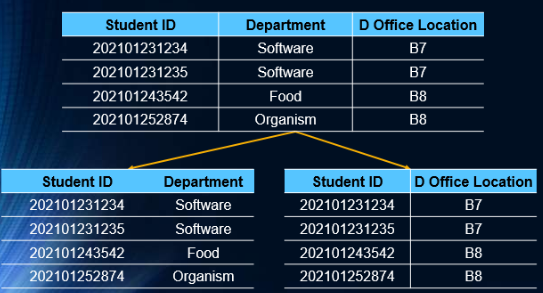 Student ID Department D Office Location
202101231234 Software B7
202101231235 Software B7
202101243542 Food B8
202101252874 Organism B8
Student ID Department
202101231234 Software
202101231235 Software
202101243542 Food
202101252874 Organism
Student ID D Office Location
202101231234 B7
202101231235 B7
202101243542 B8
202101252874 B8